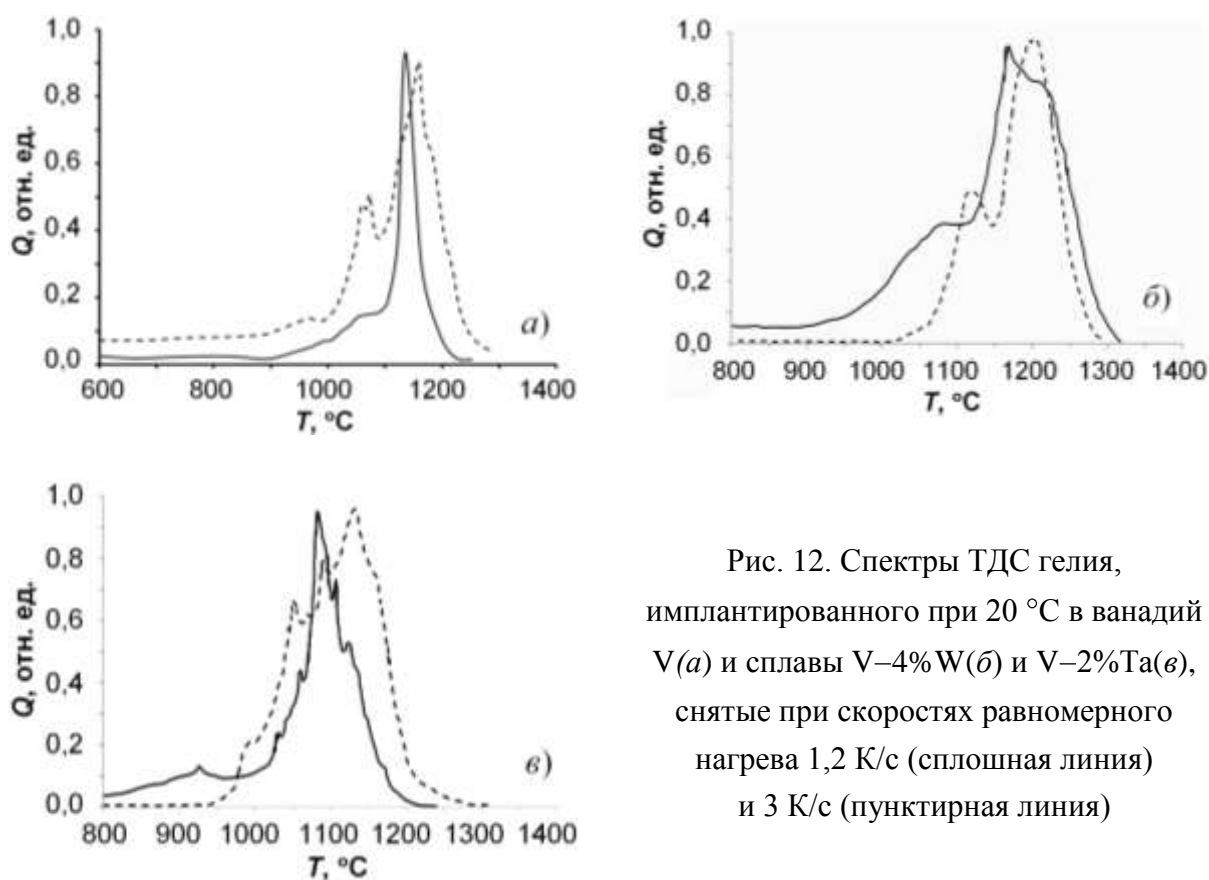 1,0
0,8
0,6
0,4
0,2
0,0
Q, отн. ед.
а)
600 800 1000 1200 1400
T, °C
1,0
0,8
0,6
0,4
0,2
0,0
Q, отн. ед.
б)
800 900 1000 1100 1200 1300 1400
T, °C
1,0
0,8
0,6
0,4
0,2
0,0
Q, отн. ед.
в)
800 900 1000 1100 1200 1300 1400
T, °C
Рис. 12. Спектры ТДС гелия,
имплантированного при 20 °C в ванадий
V(а) и сплавы V–4%W(б) и V–2%Ta(в),
снятые при скоростях равномерного
нагрева 1,2 К/с (сплошная линия)
и 3 К/с (пунктирная линия)